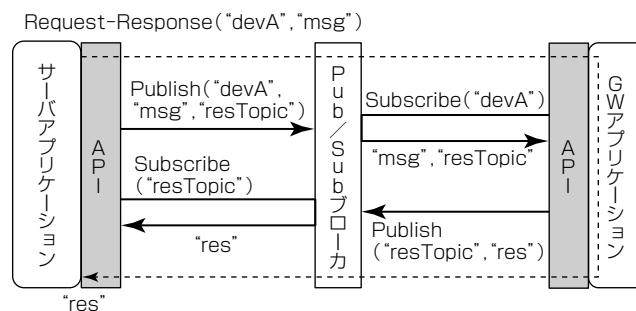 Request-Response(“devA”,“msg”)
サーバアプリケーション
API
Publish(“devA”,
“msg”,“resTopic”)
Subscribe
(“resTopic”)
“res”
Pub/Subブローカ
Subscribe(“devA”)
“msg”,“resTopic”
Publish
(“resTopic”,“res”)
API
GWアプリケーション
“res”